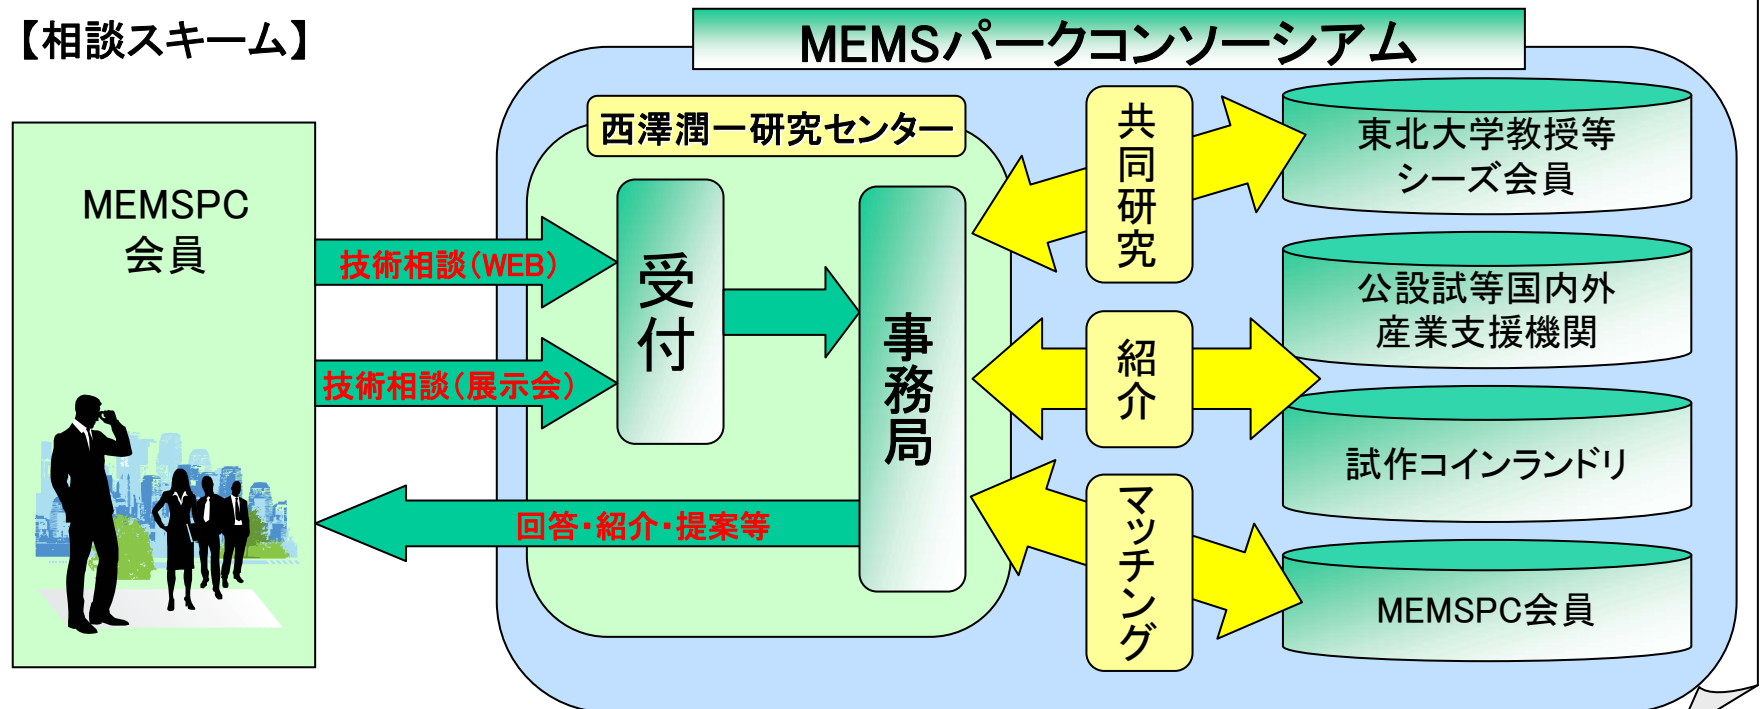 【相談スキーム】
MEMSパークコンソーシアム
西澤潤一研究センター
MEMSPC
会員
技術相談(WEB)
技術相談(展示会)
回答・紹介・提案等
受付
事務局
共同研究
紹介
マッチング
東北大学教授等
シーズ会員
公設試等国内外
産業支援機関
試作コインランドリ
MEMSPC会員